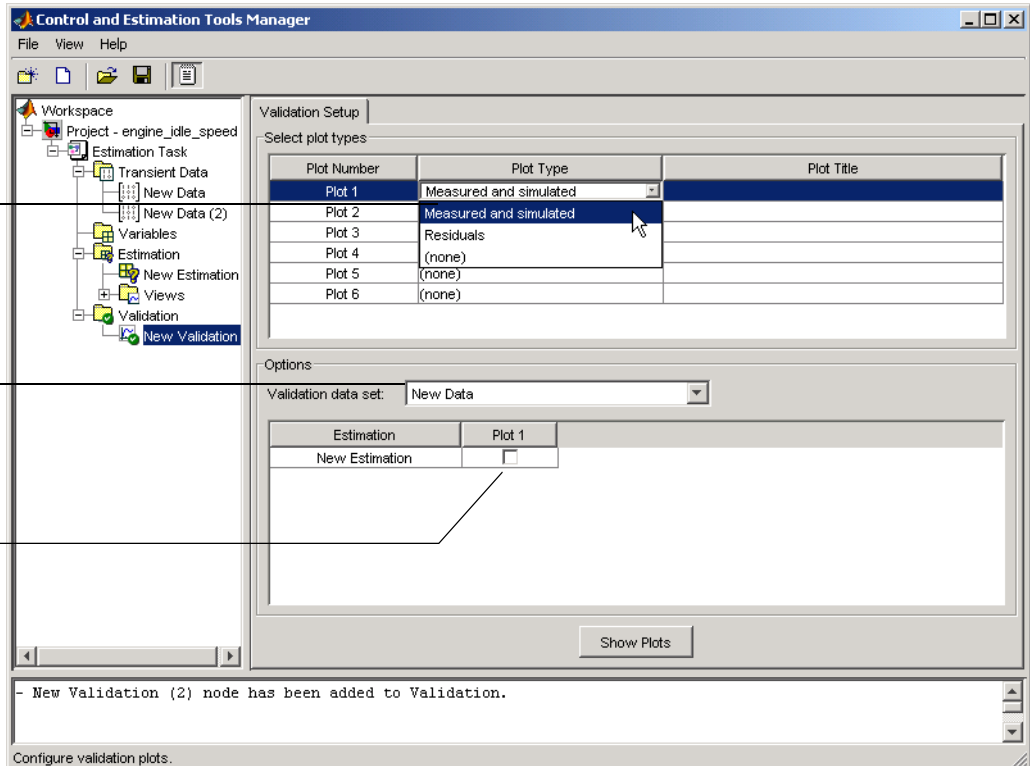 Control and Estimation Tools Manager
File View Help
Workspace
Project - engine_idle_speed
Estimation Task
Transient Data
New Data
New Data (2)
Variables
Estimation
New Estimation
Views
Validation
New Validation
Validation Setup
Select plot types
Plot Number Plot Type Plot Title
Plot 1 Measured and simulated
Plot 2
Plot 3
Plot 4
Measured and simulated
Residuals
(none)
Plot 5 (none)
Plot 6 (none)
Options
Validation data set: New Data
Estimation Plot 1
New Estimation
Show Plots
- New Validation (2) node has been added to Validation.
Configure validation plots.